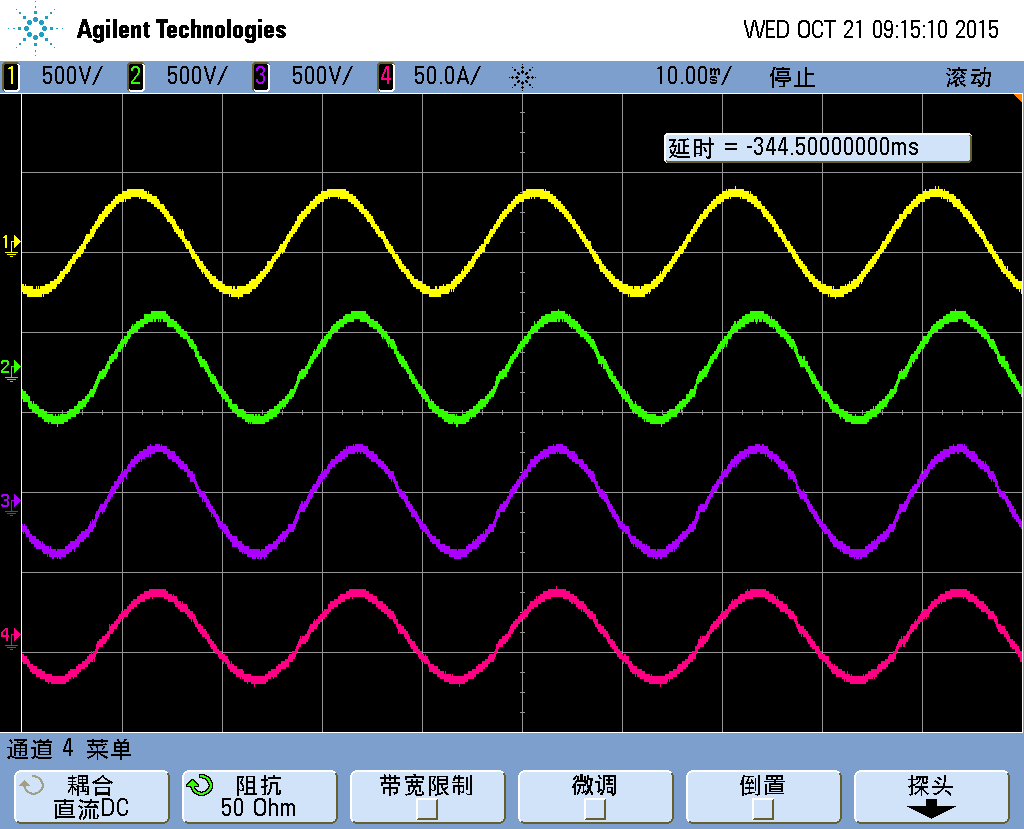 Agilent Technologies
WED OCT 21 09:15:10 2015
1 500V/ 2 500V/ 3 500V/ 4 50.0A/ 10.00ms/ 停止 滚动
延时 = -344.50000000ms
1
2
3
4
通道 4 菜单
耦合
直流DC
阻抗
50 Ohm
带宽限制
微调
倒置
探头